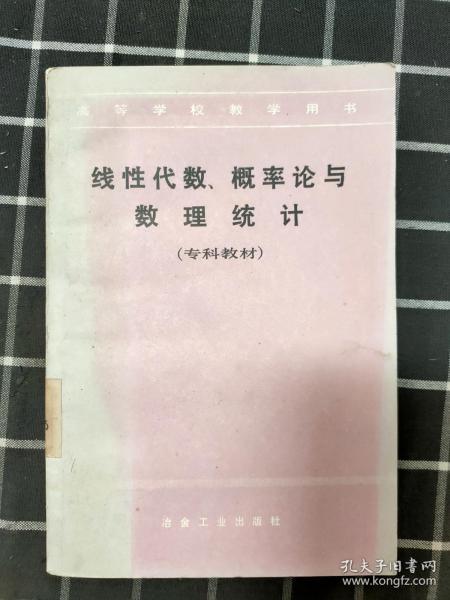 高等学校教学用书
线性代数、概率论与
数理统计
(专科教材)
冶金工业出版社
孔夫子旧书网
www.kongfz.com